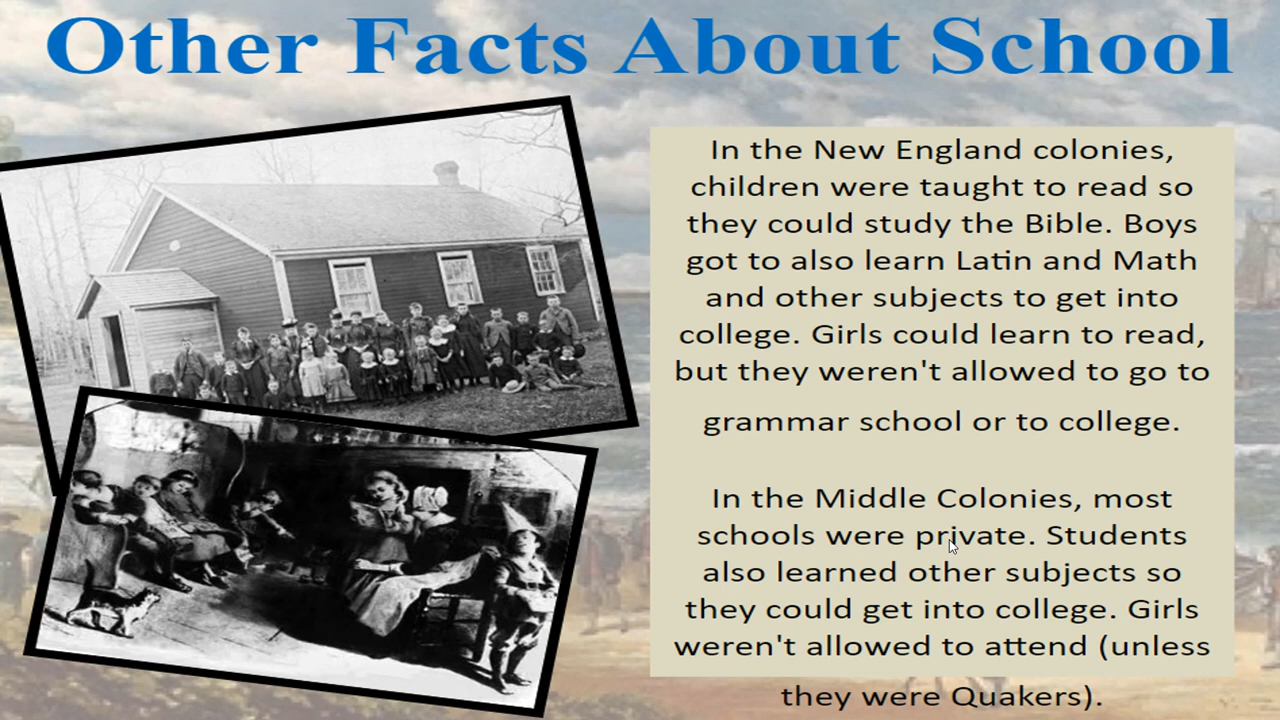 Other Facts About School
In the New England colonies,
children were taught to read so
they could study the Bible. Boys
got to also learn Latin and Math
and other subjects to get into
college. Girls could learn to read,
but they weren't allowed to go to
grammar school or to college.
In the Middle Colonies, most
schools were private. Students
also learned other subjects so
they could get into college. Girls
weren't allowed to attend (unless
they were Quakers).